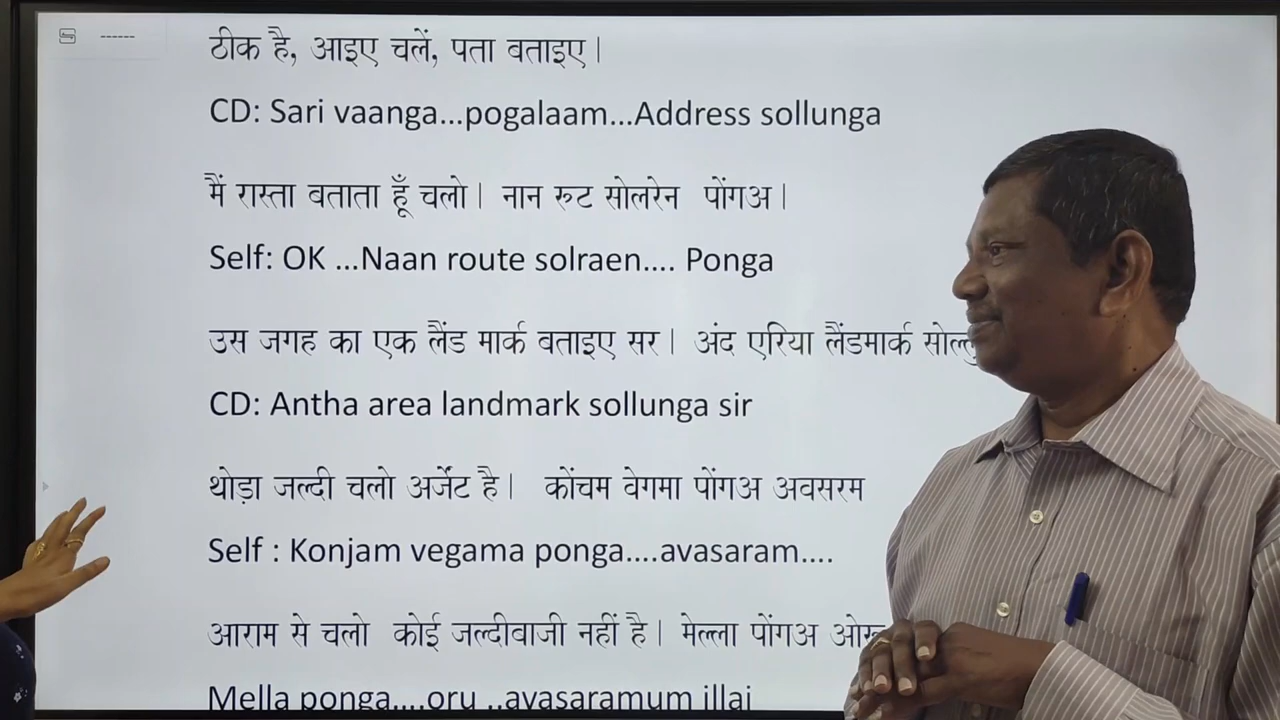 ठीक है, आइए चलें, पता बताइए।
CD: Sari vaanga...pogalaam...Address sollunga
मैं रास्ता बताता हूँ चलो। नान रूट सोलरेन पोंगअ।
Self: OK ...Naan route solraen.... Ponga
उस जगह का एक लैंड मार्क बताइए सर। अंद एरिया लैंडमार्क
CD: Antha area landmark sollunga sir
थोड़ा जल्दी चलो अर्जेंट है। कोंचम वेगमा पोंगअ अवसरम
Self : Konjam vegama ponga....avasaram....
आराम से चलो कोई जल्दीवाजी नहीं है। मेल्ला पोंगअ
Mella ponga....oru ..avasaramum illai